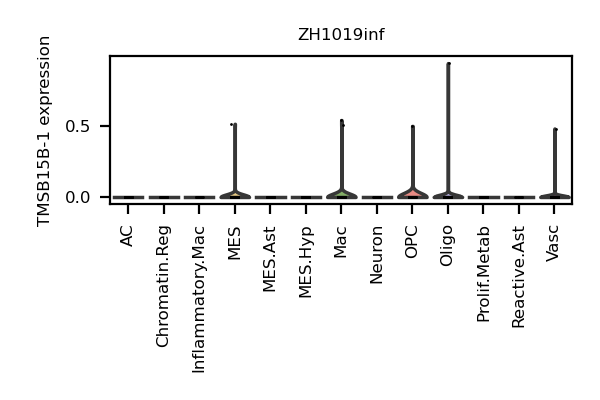 ZH1019inf
TMSB15B-1 expression
0.5
0.0
AC
Chromatin.Reg
Inflammatory.Mac
MES
MES.Ast
MES.Hyp
Mac
Neuron
OPC
Oligo
Prolif.Metab
Reactive.Ast
Vasc